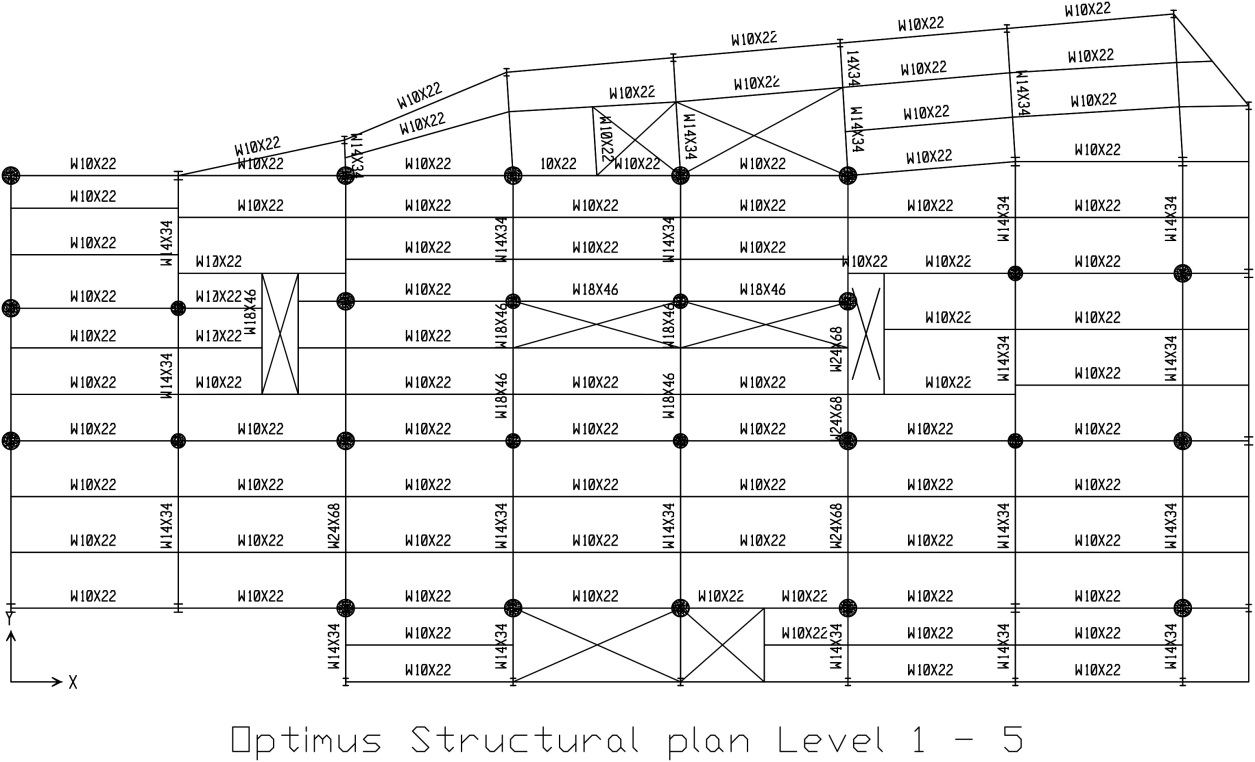 W10X22
W10X22 W10X22
W10X22 W10X22 W10X22
W10X22 14X34 W10X22 W14X34 W10X22
W10X22 W10X22 W14X34 W14X34 W10X22 W14X34 W10X22
W10X22 W10X22 W14X34 W10X22 10X22 W10X22 W10X22 W10X22 W10X22
W10X22
W10X22 W10X22 W10X22 W10X22 W10X22 W10X22
W14X34 W14X34 W14X34 W14X34 W14X34
W10X22 W10X22 W10X22 W10X22
W10X22 W10X22 W10X22 W10X22
W10X22 W10X22 W18X46 W10X22 W18X46 W18X46
W18X46 W18X46 W10X22 W10X22
W10X22 W10X22 W10X22 W24X68
W14X34 W14X34 W14X34
W10X22 W10X22 W10X22 W10X22 W10X22 W10X22 W10X22
W18X46 W18X46 W24X68
W10X22 W10X22 W10X22 W10X22 W10X22 W10X22 W10X22
W10X22 W10X22 W10X22 W10X22 W10X22 W10X22 W10X22
W14X34 W24X68 W14X34 W14X34 W24X68 W14X34 W14X34
W10X22 W10X22 W10X22 W10X22 W10X22 W10X22 W10X22
W10X22 W10X22 W10X22 W10X22 W10X22 W10X22 W10X22 W10X22
Y
W14X34 W10X22 W14X34 W10X22 W14X34 W10X22 W14X34 W10X22 W14X34
W10X22 W10X22 W10X22
X
Optimus Structural plan Level 1 - 5